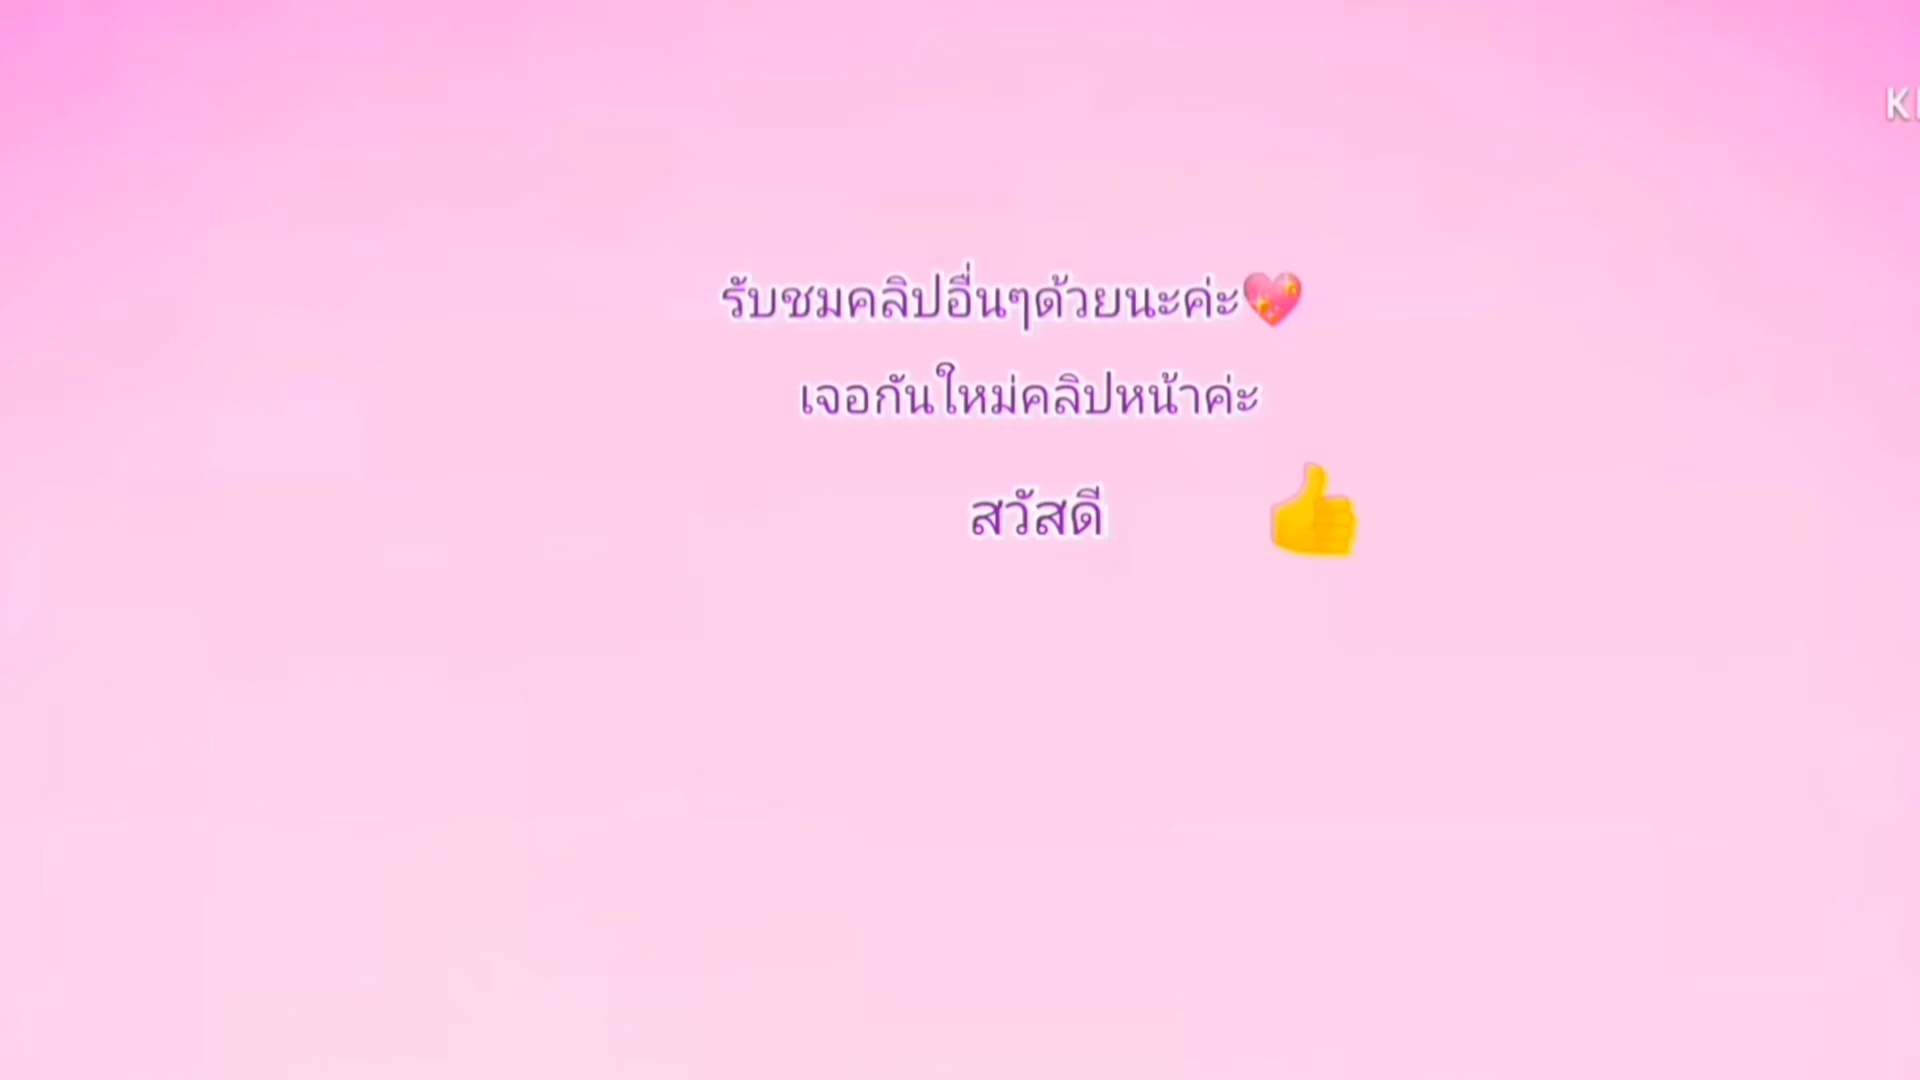 รับชมคลิปอื่นๆด้วยนะค่ะ💖
เจอกันใหม่คลิปหน้าค่ะ
สวัสดี 👍